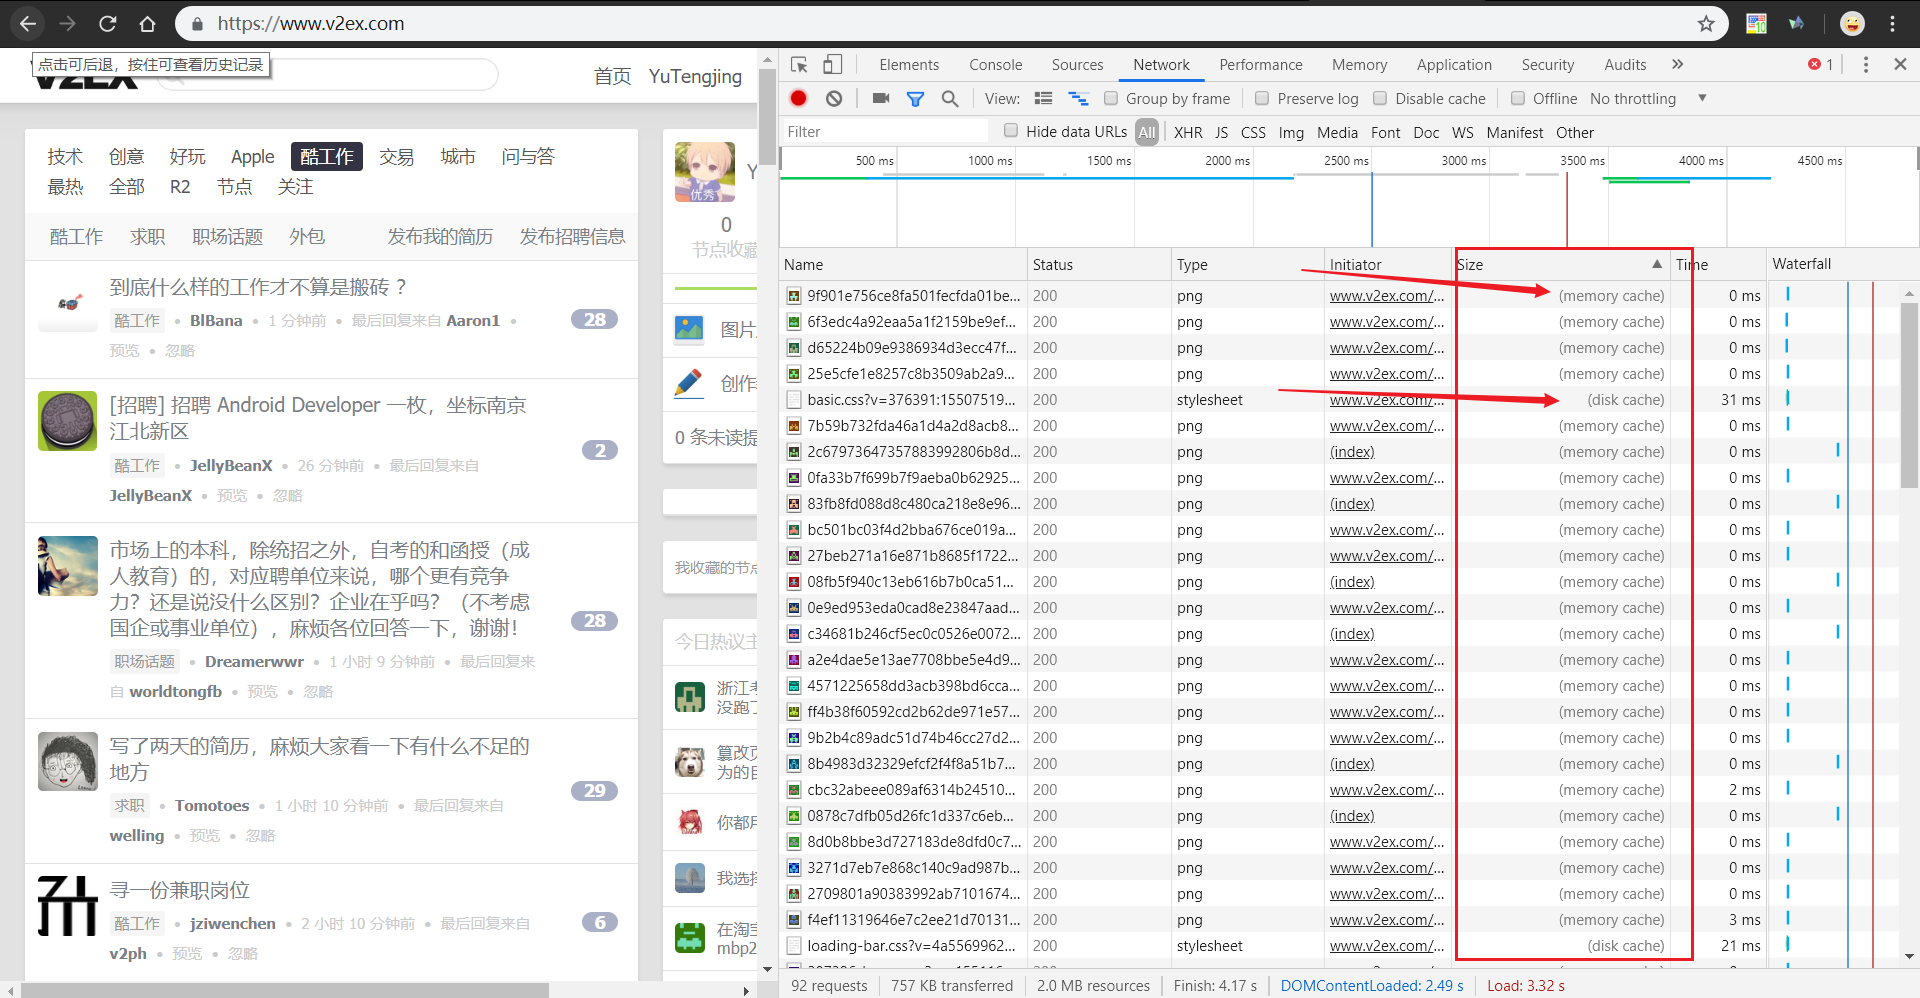 https://www.v2ex.com
点击可后退，按住可查看历史记录
V2EX
首页 YuTengjing
技术 创意 好玩 Apple 酷工作 交易 城市 问与答
最热 全部 R2 节点 关注
酷工作 求职 职场话题 外包 发布我的简历 发布招聘信息
到底什么样的工作才不算是搬砖 ？
酷工作 • BlBana • 1 分钟前 • 最后回复来自 Aaron1 •
预览 • 忽略
28
[招聘] 招聘 Android Developer 一枚，坐标南京
江北新区
酷工作 • JellyBeanX • 26 分钟前 • 最后回复来自
JellyBeanX • 预览 • 忽略
2
市场上的本科，除统招之外，自考的和函授（成
人教育）的，对应聘单位来说，哪个更有竞争
力？还是说没什么区别？企业在乎吗？（不考虑
国企或事业单位），麻烦各位回答一下，谢谢！
职场话题 • Dreamerwwr • 1 小时 9 分钟前 • 最后回复来
自 worldtongfb • 预览 • 忽略
28
写了两天的简历，麻烦大家看一下有什么不足的
地方
求职 • Tomotoes • 1 小时 10 分钟前 • 最后回复来自
welling • 预览 • 忽略
29
寻一份兼职岗位
酷工作 • jziwenchen • 2 小时 10 分钟前 • 最后回复来自
v2ph • 预览 • 忽略
6
优秀
Y
0
节点收藏
图片
创作
0 条未读提
我收藏的节点
今日热议主
浙江考
没跑了
篡改页
为的目
你都用
我选择
在淘宝
mbp2
Elements Console Sources Network Performance Memory Application Security Audits » 1
View: Group by frame Preserve log Disable cache Offline No throttling
Filter Hide data URLs All XHR JS CSS Img Media Font Doc WS Manifest Other
500 ms 1000 ms 1500 ms 2000 ms 2500 ms 3000 ms 3500 ms 4000 ms 4500 ms
Name Status Type Initiator Size Time Waterfall
9f901e756ce8fa501fecfda01be... 200 png www.v2ex.com/... (memory cache) 0 ms
6f3edc4a92eaa5a1f2159be9ef... 200 png www.v2ex.com/... (memory cache) 0 ms
d65224b09e9386934d3ecc47f... 200 png www.v2ex.com/... (memory cache) 0 ms
25e5cfe1e8257c8b3509ab2a9... 200 png www.v2ex.com/... (memory cache) 0 ms
basic.css?v=376391:15507519... 200 stylesheet www.v2ex.com/... (disk cache) 31 ms
7b59b732fda46a1d4a2d8acb8... 200 png www.v2ex.com/... (memory cache) 0 ms
2c67973647357883992806b8d... 200 png (index) (memory cache) 0 ms
0fa33b7f699b7f9aeba0b62925... 200 png www.v2ex.com/... (memory cache) 0 ms
83fb8fd088d8c480ca218e8e96... 200 png (index) (memory cache) 0 ms
bc501bc03f4d2bba676ce019a... 200 png www.v2ex.com/... (memory cache) 0 ms
27beb271a16e871b8685f1722... 200 png www.v2ex.com/... (memory cache) 0 ms
08fb5f940c13eb616b7b0ca51... 200 png (index) (memory cache) 0 ms
0e9ed953eda0cad8e23847aad... 200 png www.v2ex.com/... (memory cache) 0 ms
c34681b246cf5ec0c0526e0072... 200 png (index) (memory cache) 0 ms
a2e4dae5e13ae7708bbe5e4d9... 200 png www.v2ex.com/... (memory cache) 0 ms
4571225658dd3acb398bd6cca... 200 png www.v2ex.com/... (memory cache) 0 ms
ff4b38f60592cd2b62de971e57... 200 png www.v2ex.com/... (memory cache) 0 ms
9b2b4c89adc51d74b46cc27d2... 200 png www.v2ex.com/... (memory cache) 0 ms
8b4983d32329efcf2f4f8a51b7... 200 png (index) (memory cache) 0 ms
cbc32abeee089af6314b24510... 200 png www.v2ex.com/... (memory cache) 2 ms
0878c7dfb05d26fc1d337c6eb... 200 png (index) (memory cache) 0 ms
8d0b8bbe3d727183de8dfd0c7... 200 png www.v2ex.com/... (memory cache) 0 ms
3271d7eb7e868c140c9ad987b... 200 png www.v2ex.com/... (memory cache) 0 ms
2709801a90383992ab7101674... 200 png www.v2ex.com/... (memory cache) 0 ms
f4ef11319646e7c2ee21d70131... 200 png www.v2ex.com/... (memory cache) 3 ms
loading-bar.css?v=4a5569962... 200 stylesheet www.v2ex.com/... (disk cache) 21 ms
92 requests 757 KB transferred 2.0 MB resources Finish: 4.17 s DOMContentLoaded: 2.49 s Load: 3.32 s